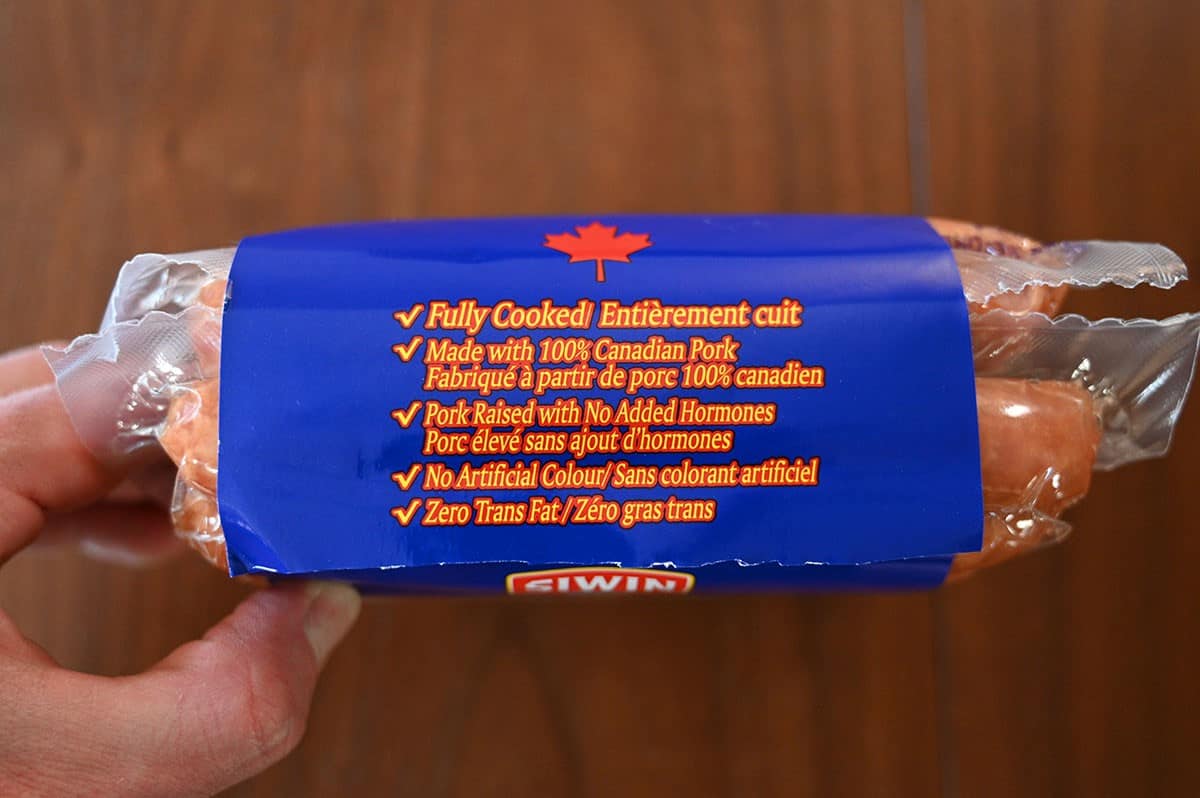 ✓ Fully Cooked/ Entièrement cuit
✓ Made with 100% Canadian Pork
Fabriqué à partir de porc 100% canadien
✓ Pork Raised with No Added Hormones
Porc élevé sans ajout d'hormones
✓ No Artificial Colour/ Sans colorant artificiel
✓ Zero Trans Fat / Zéro gras trans
SIWIN